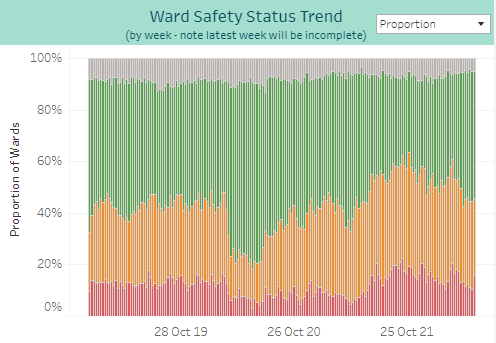 Ward Safety Status Trend
(by week - note latest week will be incomplete)
Proportion
100%
80%
60%
40%
20%
0%
Proportion of Wards
28 Oct 19
26 Oct 20
25 Oct 21